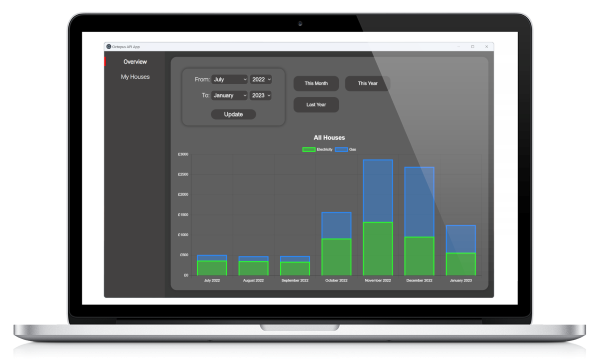 Octopus API App
Overview
My Houses
From: July 2022
To: January 2023
Update
This Month
This Year
Last Year
All Houses
Electricity Gas
£3000
£2500
£2000
£1500
£1000
£500
£0
July 2022 August 2022 September 2022 October 2022 November 2022 December 2022 January 2023